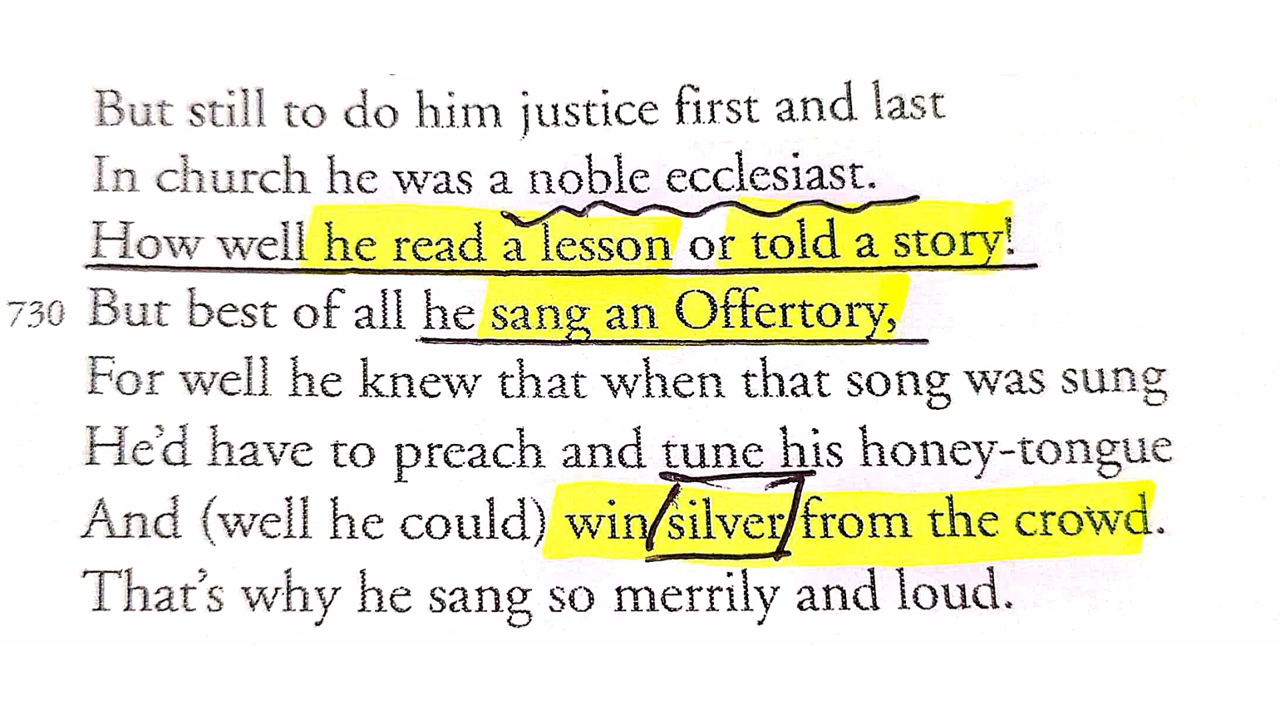 But still to do him justice first and last
In church he was a noble ecclesiast.
How well he read a lesson or told a story!
730 But best of all he sang an Offertory,
For well he knew that when that song was sung
He'd have to preach and tune his honey-tongue
And (well he could) win silver from the crowd.
That's why he sang so merrily and loud.